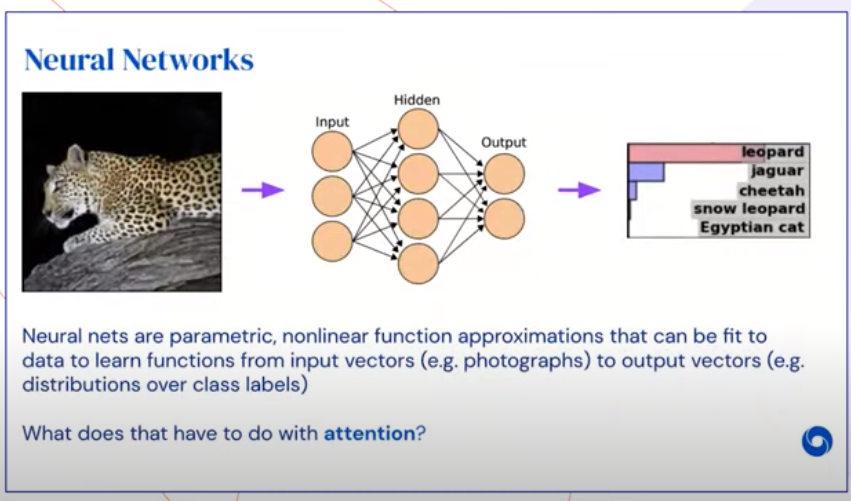 Neural Networks
Input
Hidden
Output
leopard
jaguar
cheetah
snow leopard
Egyptian cat
Neural nets are parametric, nonlinear function approximations that can be fit to
data to learn functions from input vectors (e.g. photographs) to output vectors (e.g.
distributions over class labels)
What does that have to do with attention?